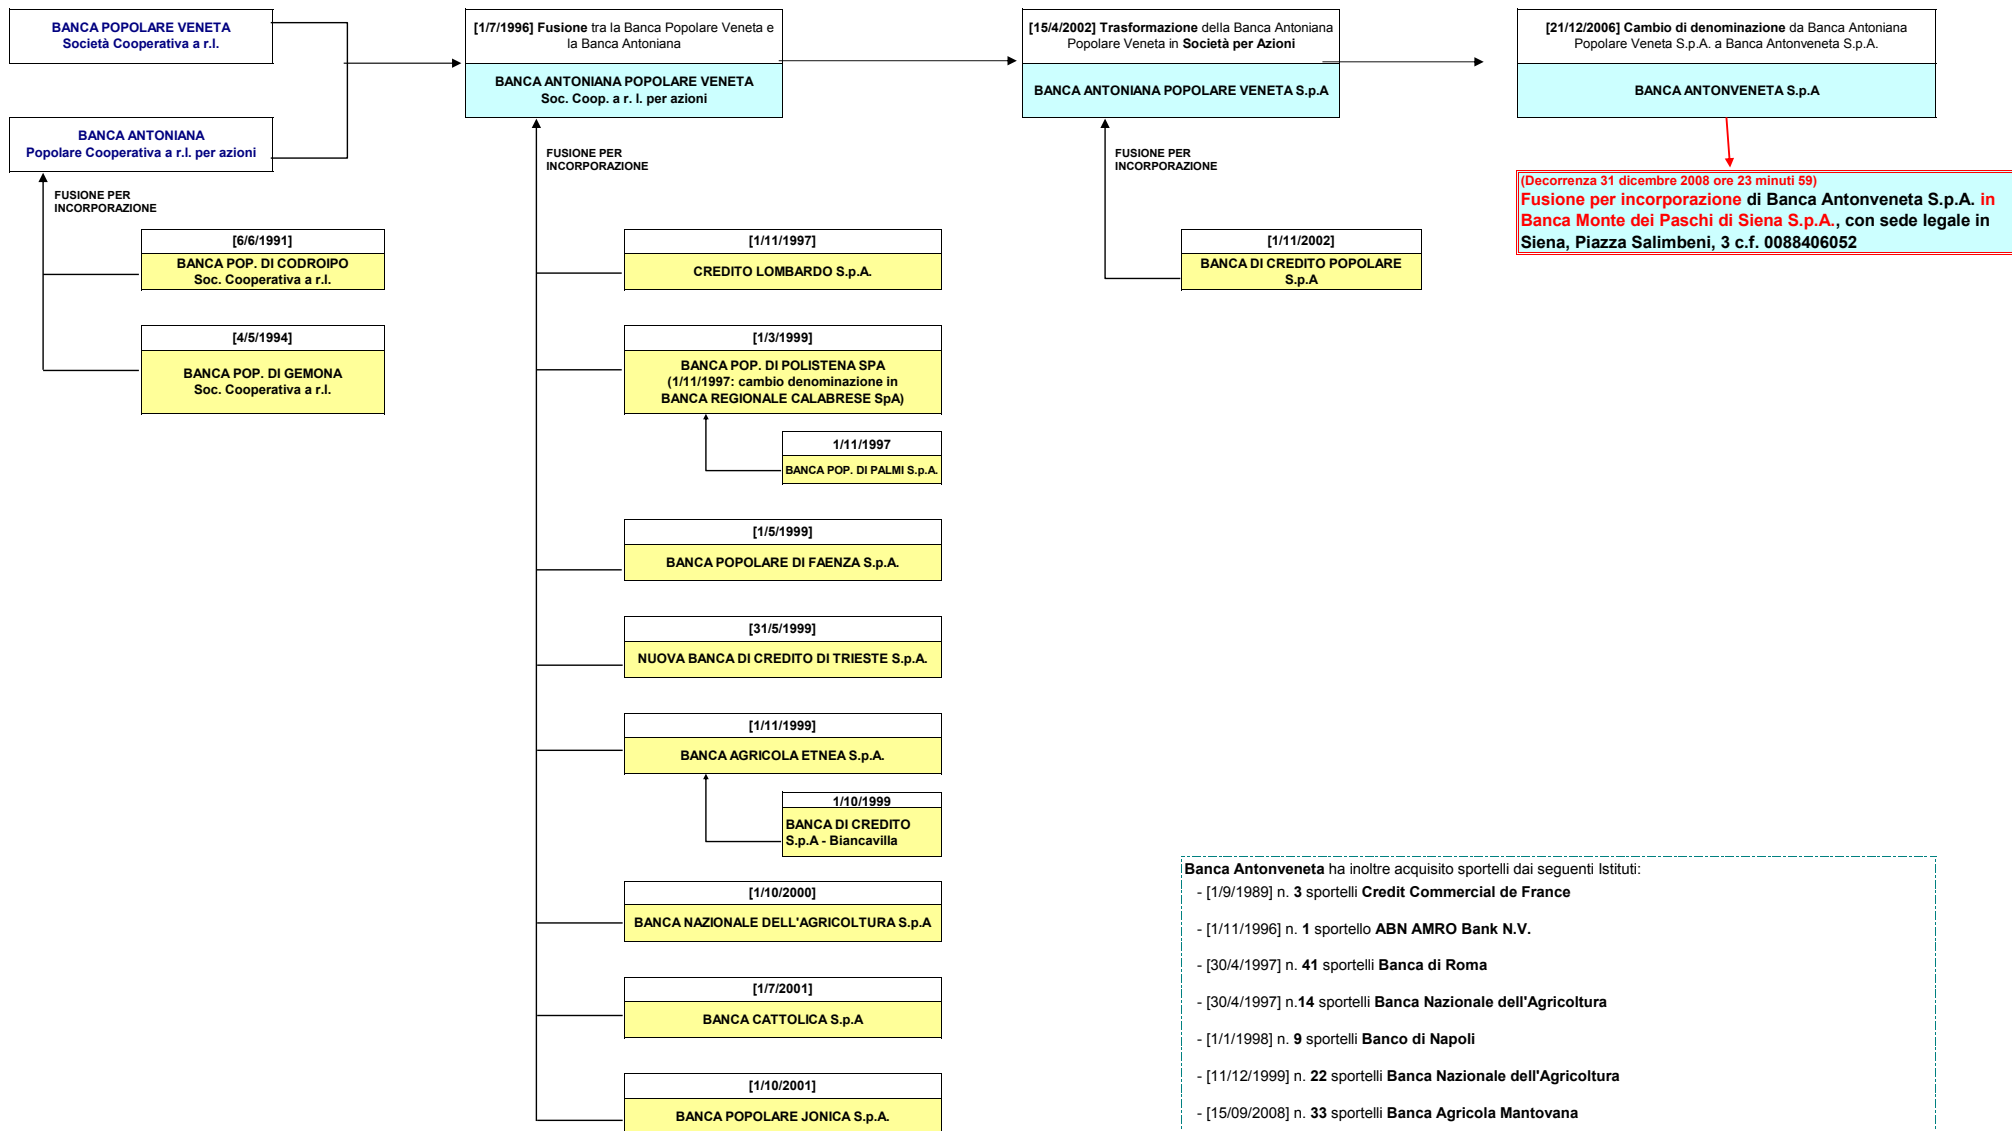 BANCA POPOLARE VENETA
Società Cooperativa a r.l.
BANCA ANTONIANA
Popolare Cooperativa a r.l. per azioni
FUSIONE PER
INCORPORAZIONE
[6/6/1991]
BANCA POP. DI CODROIPO
Soc. Cooperativa a r.l.
[4/5/1994]
BANCA POP. DI GEMONA
Soc. Cooperativa a r.l.
[1/7/1996] Fusione tra la Banca Popolare Veneta e
la Banca Antoniana
BANCA ANTONIANA POPOLARE VENETA
Soc. Coop. a r. l. per azioni
FUSIONE PER
INCORPORAZIONE
[1/11/1997]
CREDITO LOMBARDO S.p.A.
[1/3/1999]
BANCA POP. DI POLISTENA SPA
(1/11/1997: cambio denominazione in
BANCA REGIONALE CALABRESE SpA)
1/11/1997
BANCA POP. DI PALMI S.p.A.
[1/5/1999]
BANCA POPOLARE DI FAENZA S.p.A.
[31/5/1999]
NUOVA BANCA DI CREDITO DI TRIESTE S.p.A.
[1/11/1999]
BANCA AGRICOLA ETNEA S.p.A.
1/10/1999
BANCA DI CREDITO
S.p.A - Biancavilla
[1/10/2000]
BANCA NAZIONALE DELL'AGRICOLTURA S.p.A
[1/7/2001]
BANCA CATTOLICA S.p.A
[1/10/2001]
BANCA POPOLARE JONICA S.p.A.
[15/4/2002] Trasformazione della Banca Antoniana
Popolare Veneta in Società per Azioni
BANCA ANTONIANA POPOLARE VENETA S.p.A
FUSIONE PER
INCORPORAZIONE
[1/11/2002]
BANCA DI CREDITO POPOLARE
S.p.A
[21/12/2006] Cambio di denominazione da Banca Antoniana
Popolare Veneta S.p.A. a Banca Antonveneta S.p.A.
BANCA ANTONVENETA S.p.A
(Decorrenza 31 dicembre 2008 ore 23 minuti 59)
Fusione per incorporazione di Banca Antonveneta S.p.A. in
Banca Monte dei Paschi di Siena S.p.A., con sede legale in
Siena, Piazza Salimbeni, 3 c.f. 0088406052
Banca Antonveneta ha inoltre acquisito sportelli dai seguenti Istituti:
- [1/9/1989] n. 3 sportelli Credit Commercial de France
- [1/11/1996] n. 1 sportello ABN AMRO Bank N.V.
- [30/4/1997] n. 41 sportelli Banca di Roma
- [30/4/1997] n.14 sportelli Banca Nazionale dell'Agricoltura
- [1/1/1998] n. 9 sportelli Banco di Napoli
- [11/12/1999] n. 22 sportelli Banca Nazionale dell'Agricoltura
- [15/09/2008] n. 33 sportelli Banca Agricola Mantovana